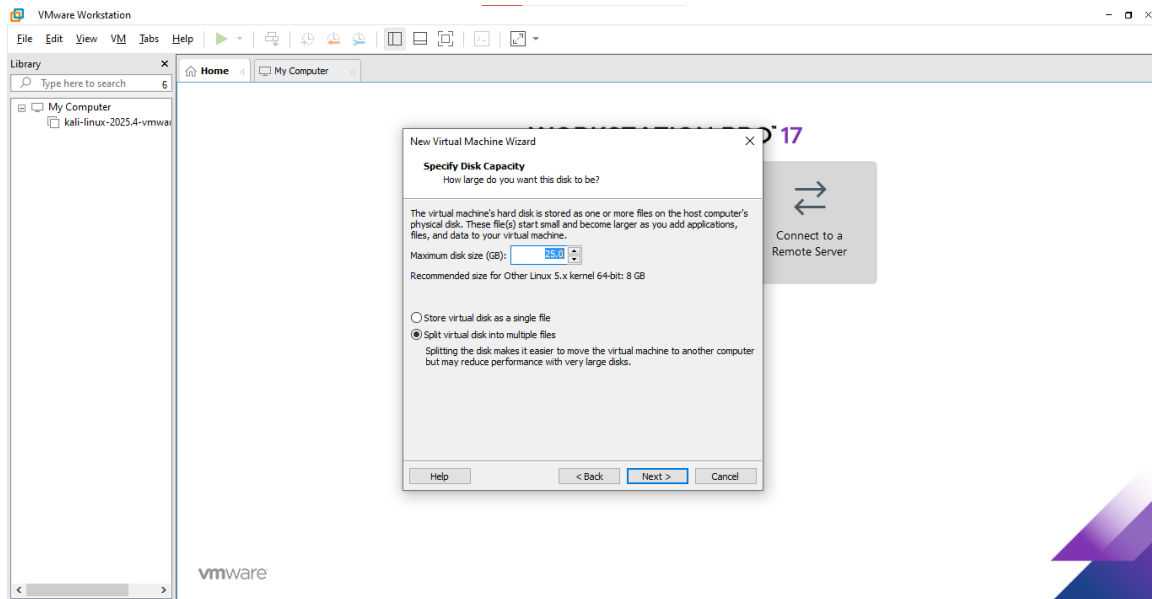 VMware Workstation
File Edit View VM Tabs Help
Library
Type here to search
6
My Computer
kali-linux-2025.4-vmwar
Home
My Computer
17
Connect to a
Remote Server
New Virtual Machine Wizard
Specify Disk Capacity
How large do you want this disk to be?
The virtual machine's hard disk is stored as one or more files on the host computer's
physical disk. These file(s) start small and become larger as you add applications,
files, and data to your virtual machine.
Maximum disk size (GB): 25.0
Recommended size for Other Linux 5.x kernel 64-bit: 8 GB
Store virtual disk as a single file
Split virtual disk into multiple files
Splitting the disk makes it easier to move the virtual machine to another computer
but may reduce performance with very large disks.
Help < Back Next > Cancel
vmware